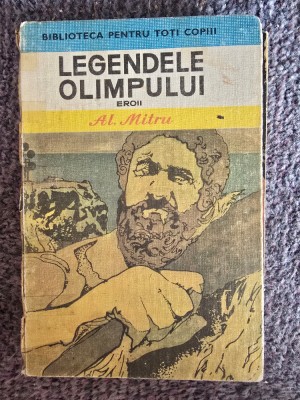 BIBLIOTECA PENTRU TOȚI COPIII
LEGENDELE
OLIMPULUI
EROII
Al. Mitru